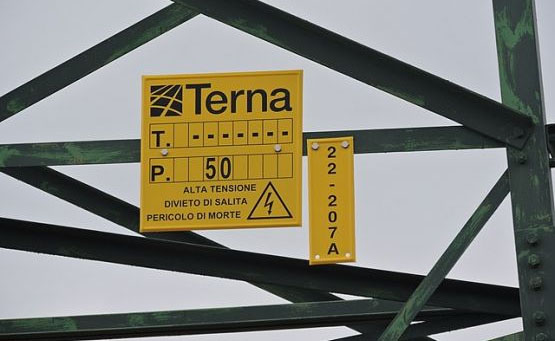 Terna
T. -------
P. 50
ALTA TENSIONE
DIVIETO DI SALITA
PERICOLO DI MORTE
22-207A